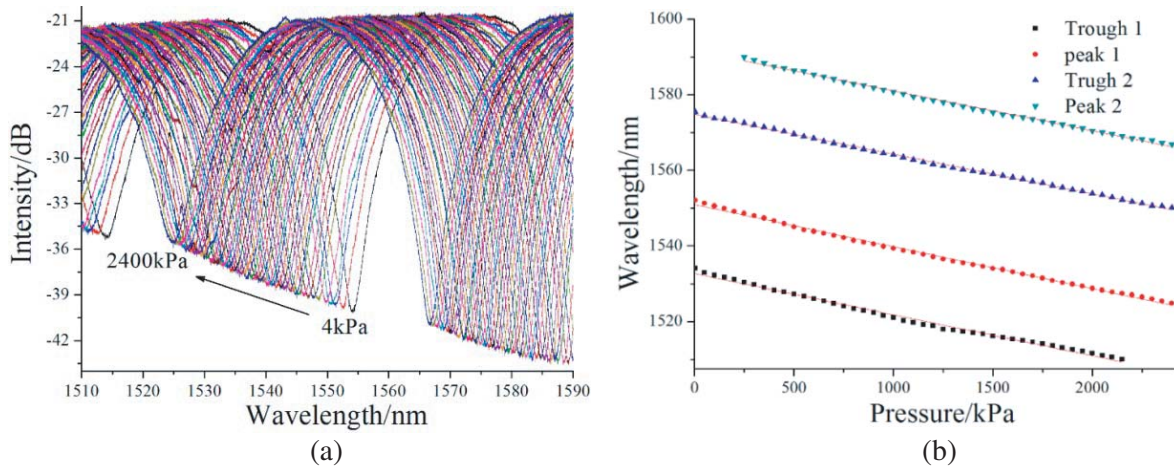 -21
-24
-27
-30
-33
-36
-39
-42
Intensity/dB
2400kPa
4kPa
1510 1520 1530 1540 1550 1560 1570 1580 1590
Wavelength/nm
(a)
1600
1580
1560
1540
1520
Wavelength/nm
Trough 1
peak 1
Trugh 2
Peak 2
0 500 1000 1500 2000
Pressure/kPa
(b)